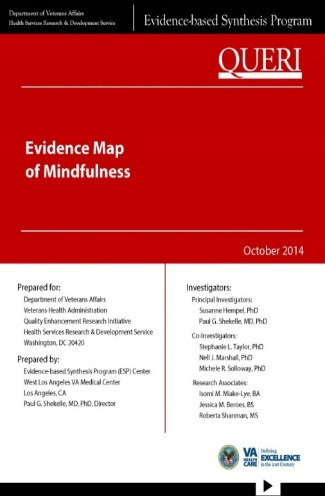 Department of Veterans Affairs
Health Services Research & Development Service
Evidence-based Synthesis Program
QUERI
Evidence Map
of Mindfulness
October 2014
Prepared for:
Department of Veterans Affairs
Veterans Health Administration
Quality Enhancement Research Initiative
Health Services Research & Development Service
Washington, DC 20420
Prepared by:
Evidence-based Synthesis Program (ESP) Center
West Los Angeles VA Medical Center
Los Angeles, CA
Paul G. Shekelle, MD, PhD, Director
Investigators:
Principal Investigators:
Susanne Hempel, PhD
Paul G. Shekelle, MD, PhD
Co-Investigators:
Stephanie L. Taylor, PhD
Nell J. Marshall, PhD
Michelle R. Solloway, PhD
Research Associates:
Isomi M. Miake-Lye, BA
Jessica M. Beroes, BS
Roberta Shanman, MS
VA
HEALTH
CARE
Defining
EXCELLENCE
in the 21st Century